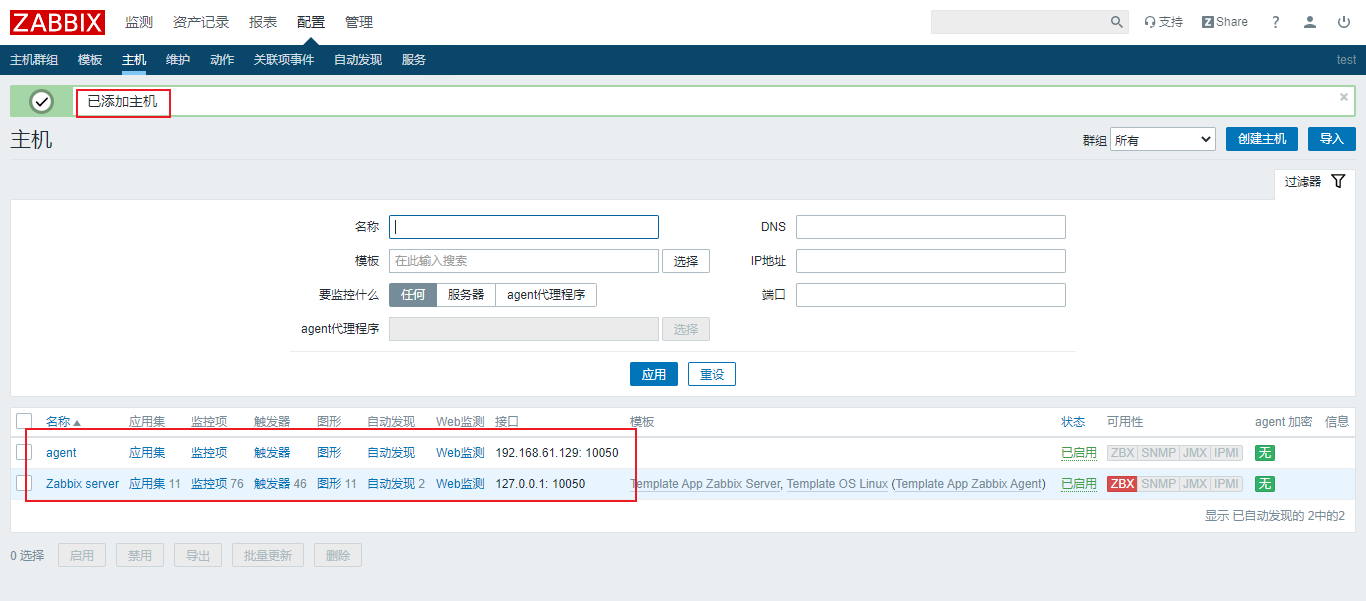 ZABBIX 监测 资产记录 报表 配置 管理 支持 Z Share ?
主机群组 模板 主机 维护 动作 关联项事件 自动发现 服务 test
已添加主机 ×
主机 群组 所有 创建主机 导入
过滤器
名称 DNS
模板 在此输入搜索 选择 IP地址
要监控什么 任何 服务器 agent代理程序 端口
agent代理程序 选择
应用 重设
名称 应用集 监控项 触发器 图形 自动发现 Web监测 接口 模板 状态 可用性 agent 加密 信息
agent 应用集 监控项 触发器 图形 自动发现 Web监测 192.168.61.129: 10050 已启用 ZBX SNMP JMX IPMI 无
Zabbix server 应用集 11 监控项 76 触发器 46 图形 11 自动发现 2 Web监测 127.0.0.1: 10050 Template App Zabbix Server, Template OS Linux (Template App Zabbix Agent) 已启用 ZBX SNMP JMX IPMI 无
显示 已自动发现的 2中的2
0 选择 启用 禁用 导出 批量更新 删除